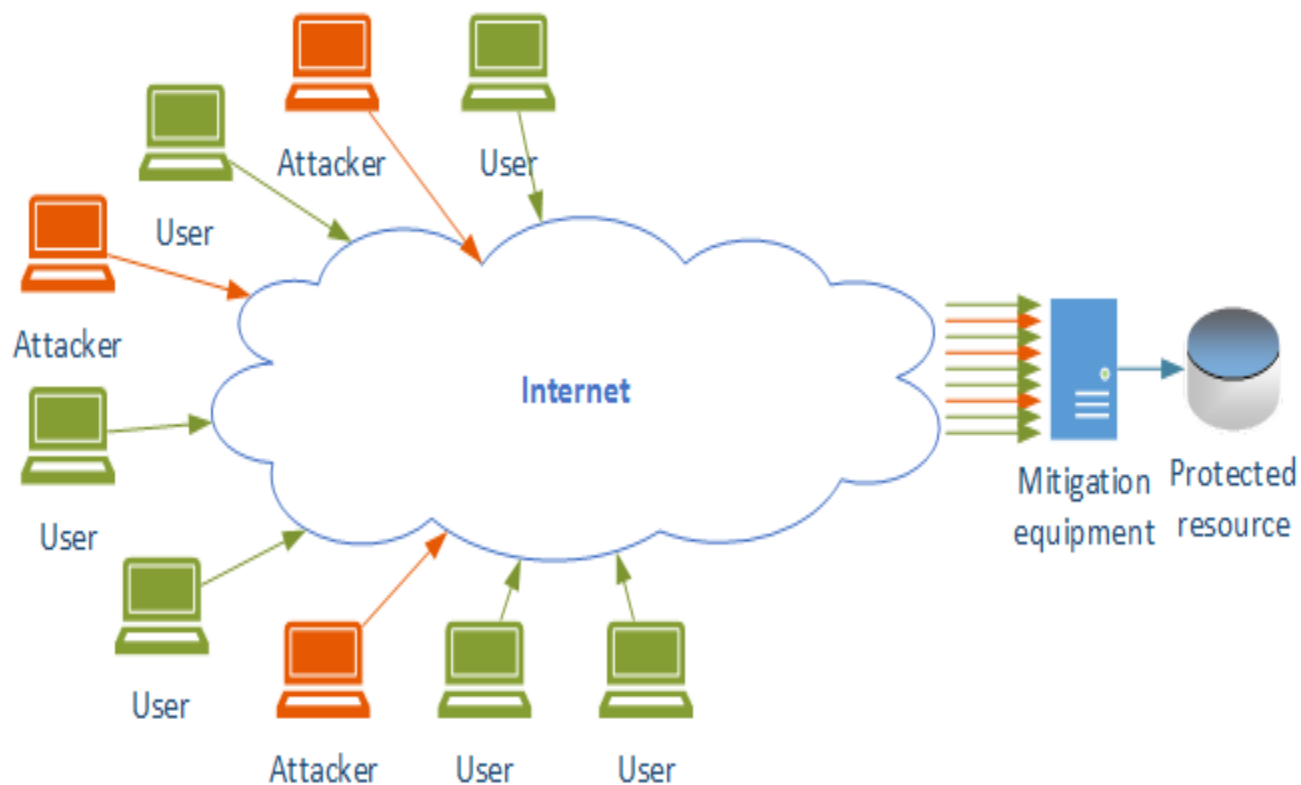 Attacker
User
User
Attacker
Internet
User
Mitigation
equipment
Protected
resource
User
Attacker
User
User